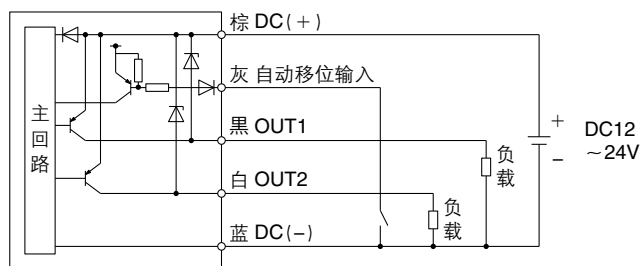 棕 DC(+)
灰 自动移位输入
主回路
黑 OUT1
+
−
DC12
～24V
负载
白 OUT2
负载
蓝 DC(−)